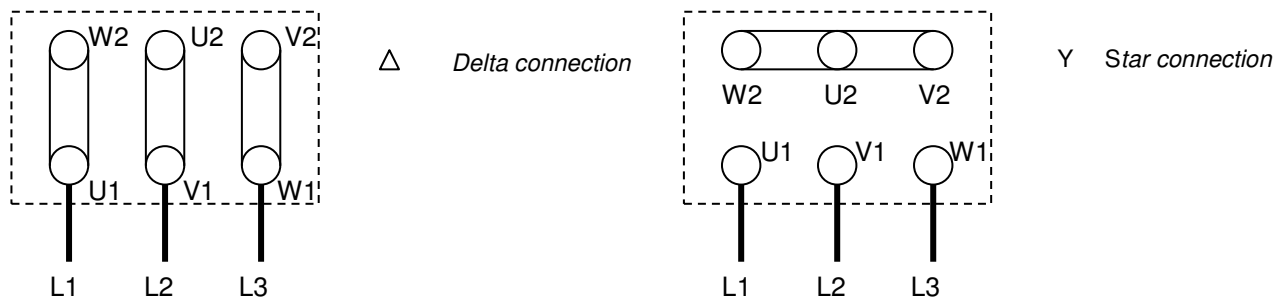 W2 U2 V2
△ Delta connection
U1 V1 W1
L1 L2 L3
Y Star connection
W2 U2 V2
U1 V1 W1
L1 L2 L3